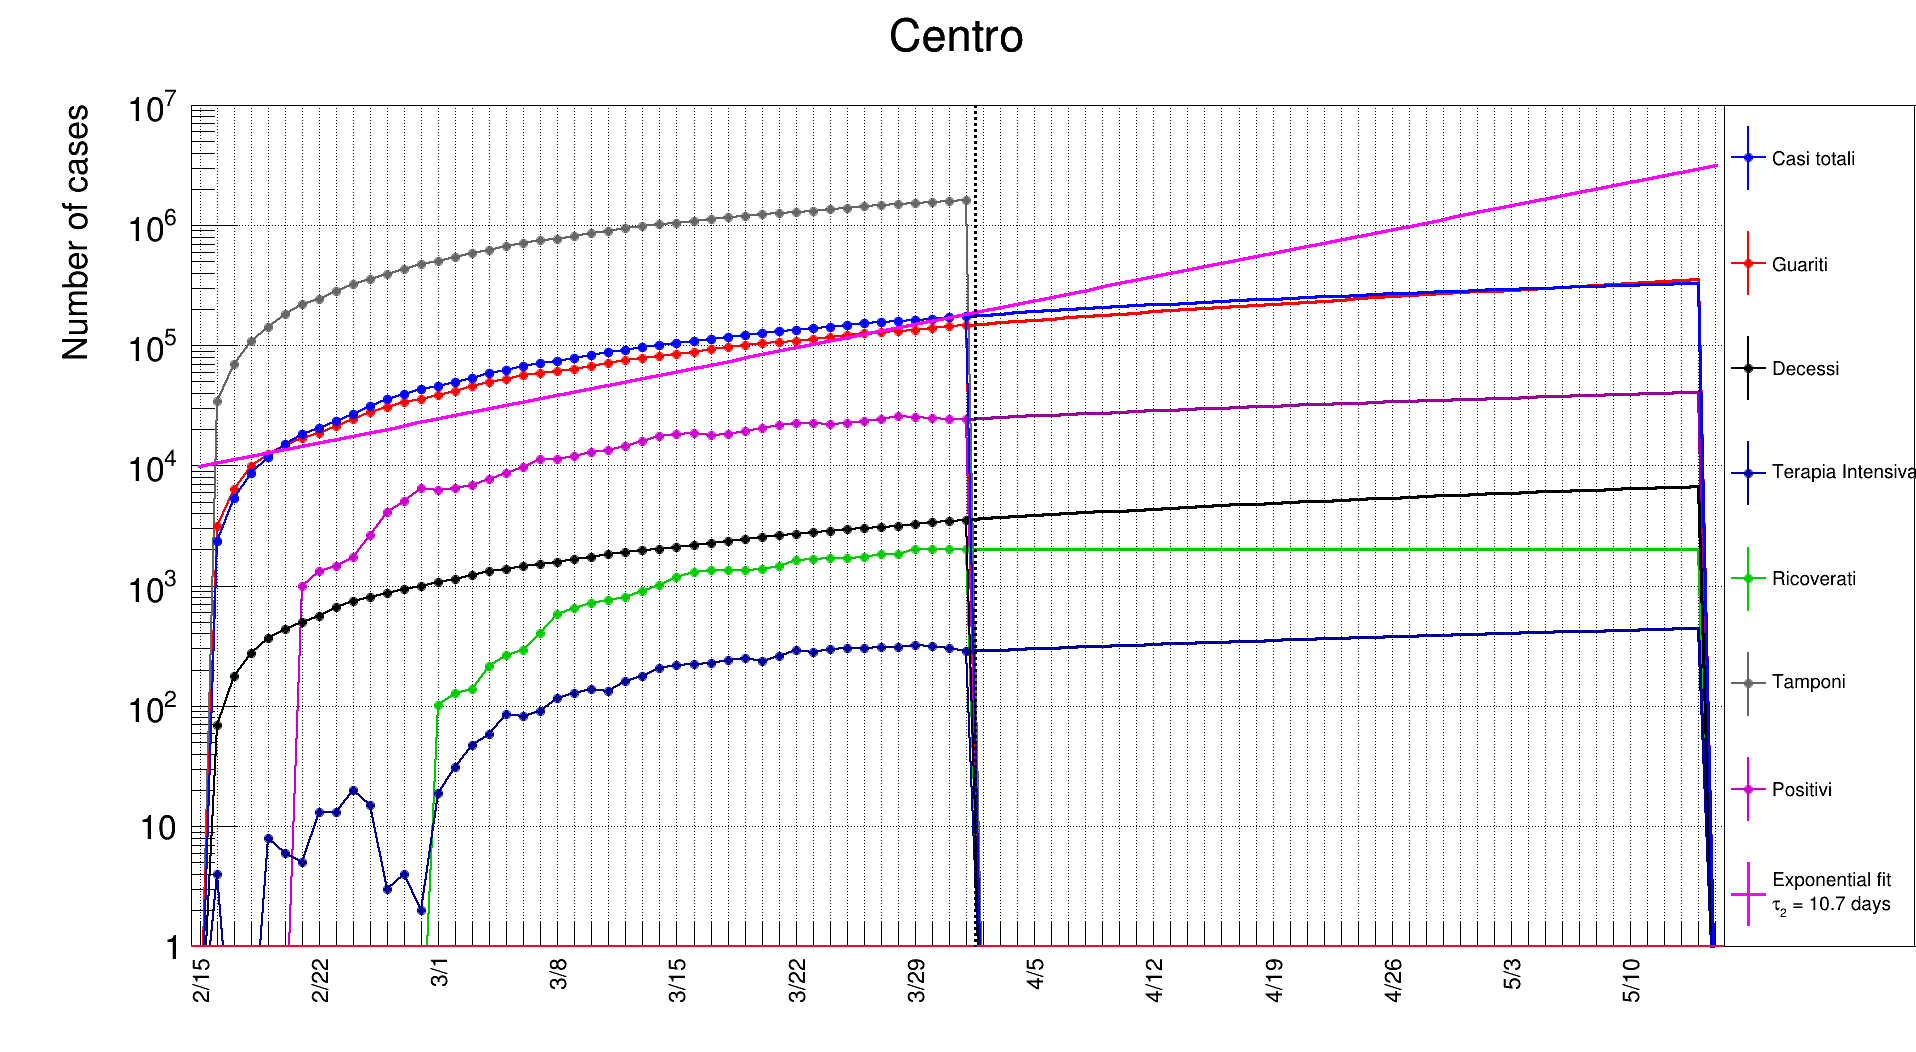 Centro
Number of cases
10^7
10^6
10^5
10^4
10^3
10^2
10
1
2/15
2/22
3/1
3/8
3/15
3/22
3/29
4/5
4/12
4/19
4/26
5/3
5/10
Casi totali
Guariti
Decessi
Terapia Intensiva
Ricoverati
Tamponi
Positivi
Exponential fit
τ_2 = 10.7 days